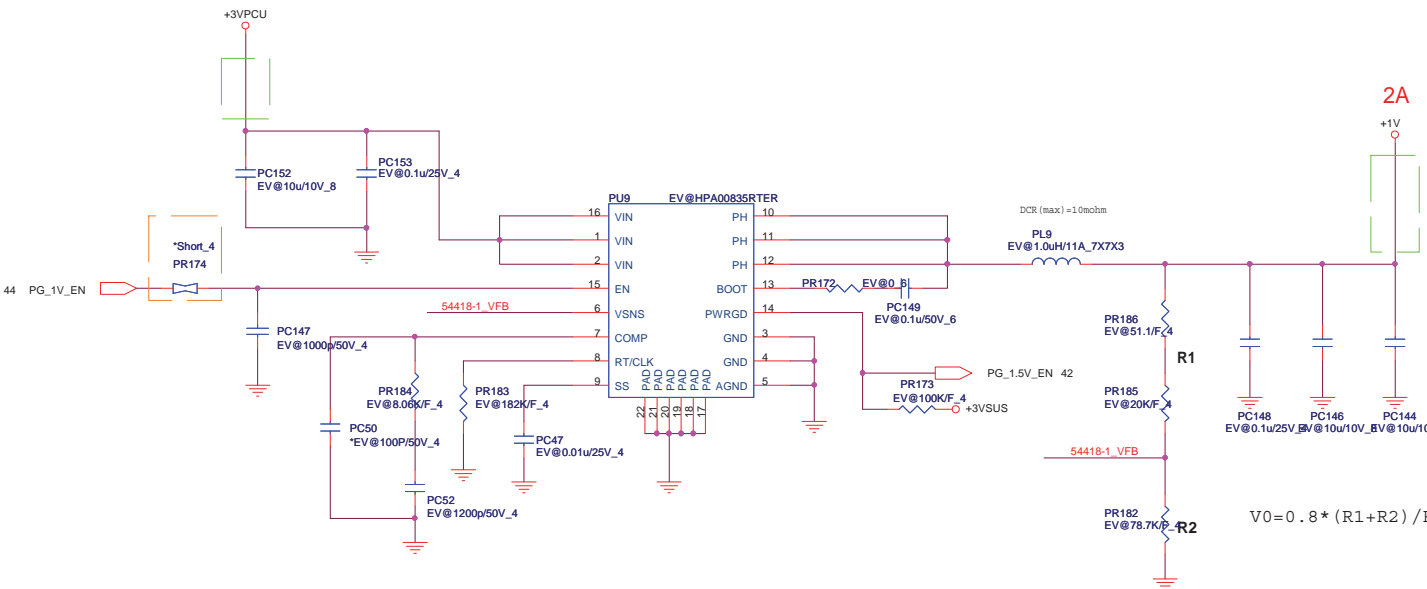 +3VPCU
2A
+1V
PC152
EV@10u/10V_8
PC153
EV@0.1u/25V_4
PU9
EV@HPA00835RTER
16 VIN
1 VIN
2 VIN
15 EN
6 VSNS
7 COMP
8 RT/CLK
9 SS
PH 10
PH 11
PH 12
BOOT 13
PWRGD 14
GND 3
GND 4
AGND 5
PAD PAD PAD PAD PAD PAD
22 21 20 19 18 17
DCR(max)=10mohm
PL9
EV@1.0uH/11A_7X7X3
*Short_4
PR174
44 PG_1V_EN
54418-1_VFB
PC147
EV@1000p/50V_4
PR172
EV@0_6
PC149
EV@0.1u/50V_6
PR186
EV@51.1/F_4
R1
PR185
EV@20K/F_4
PG_1.5V_EN 42
PR173
EV@100K/F_4
+3VSUS
PR184
EV@8.06K/F_4
PR183
EV@182K/F_4
PC50
*EV@100P/50V_4
PC47
EV@0.01u/25V_4
PC52
EV@1200p/50V_4
PC148
EV@0.1u/25V_4
PC146
EV@10u/10V_8
PC144
EV@10u/10
54418-1_VFB
PR182
EV@78.7K/F_4
R2
V0=0.8*(R1+R2)/